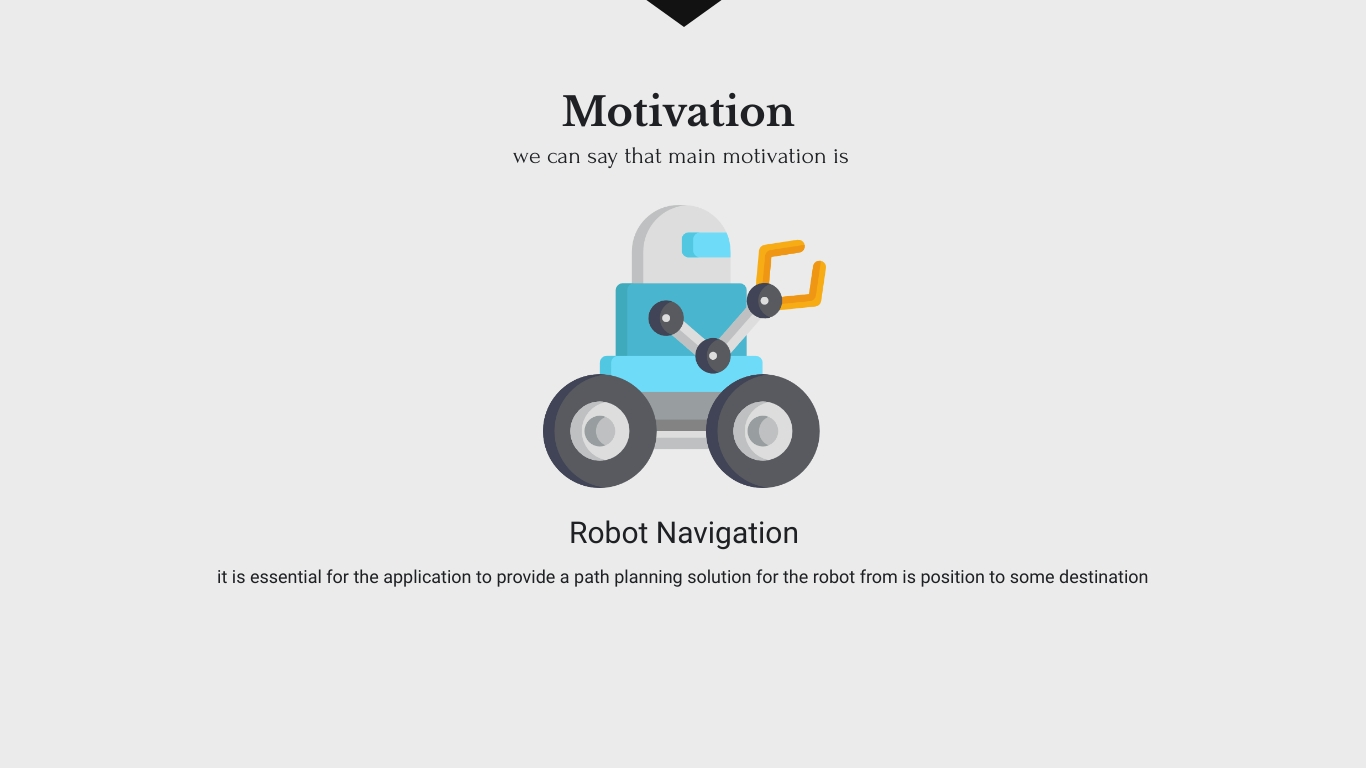 Motivation
we can say that main motivation is
Robot Navigation
it is essential for the application to provide a path planning solution for the robot from is position to some destination